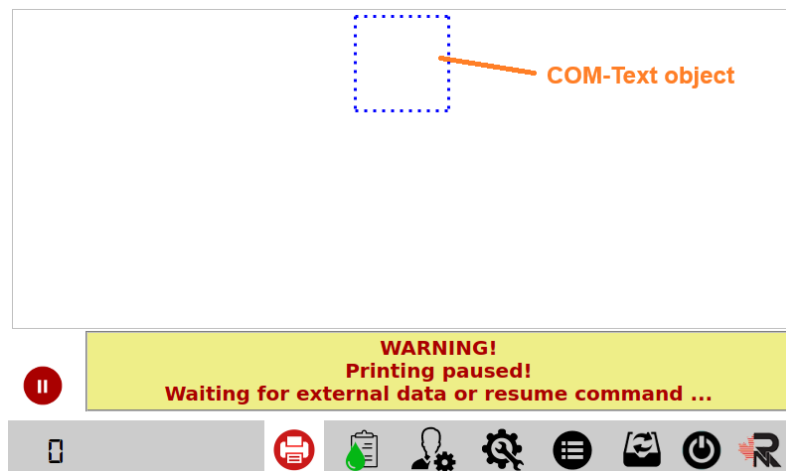 COM-Text object
WARNING!
Printing paused!
Waiting for external data or resume command ...
0